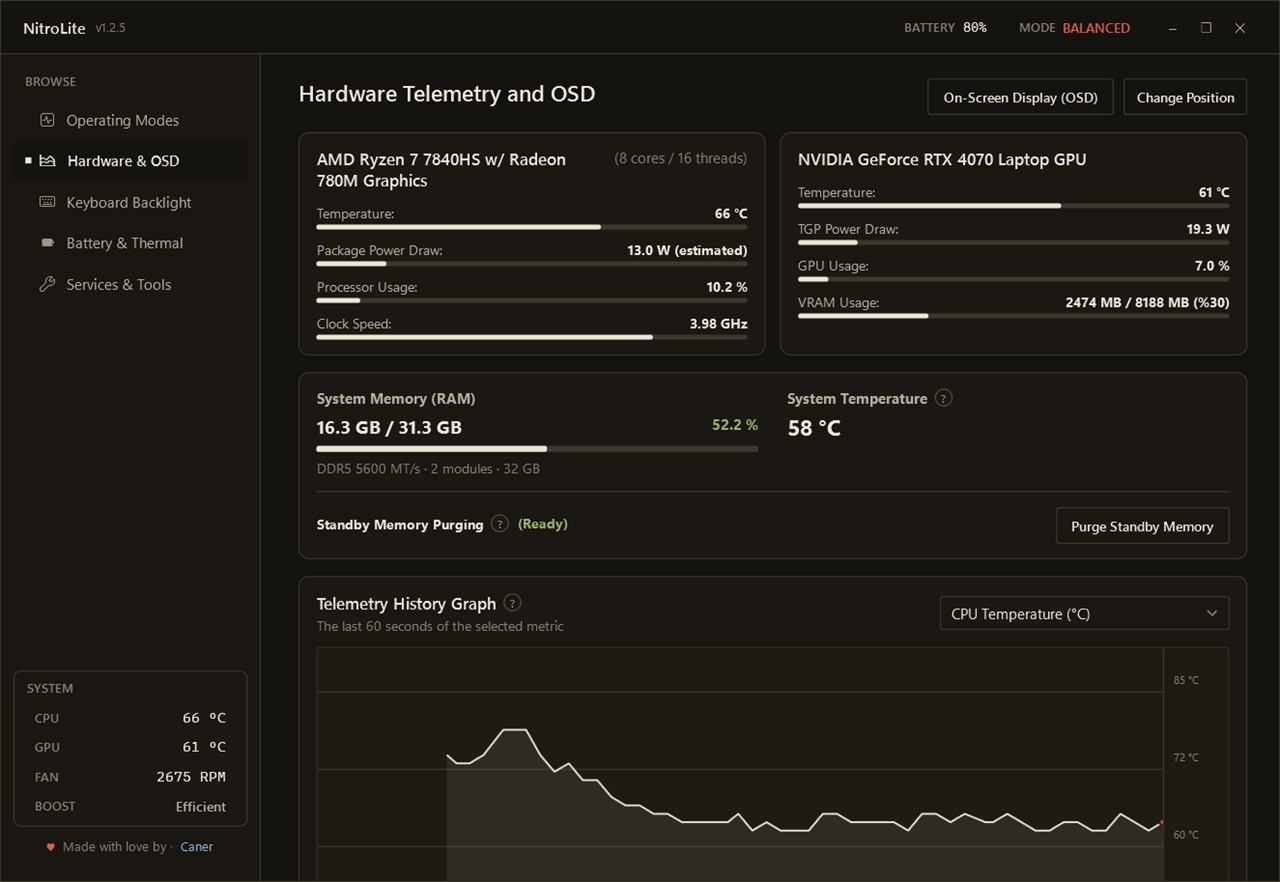 NitroLite v1.2.5
BATTERY 80% MODE BALANCED
BROWSE
Operating Modes
Hardware & OSD
Keyboard Backlight
Battery & Thermal
Services & Tools
SYSTEM
CPU 66 ºC
GPU 61 ºC
FAN 2675 RPM
BOOST Efficient
♥ Made with love by · Caner
Hardware Telemetry and OSD
On-Screen Display (OSD)
Change Position
AMD Ryzen 7 7840HS w/ Radeon
780M Graphics
(8 cores / 16 threads)
Temperature: 66 °C
Package Power Draw: 13.0 W (estimated)
Processor Usage: 10.2 %
Clock Speed: 3.98 GHz
NVIDIA GeForce RTX 4070 Laptop GPU
Temperature: 61 °C
TGP Power Draw: 19.3 W
GPU Usage: 7.0 %
VRAM Usage: 2474 MB / 8188 MB (%30)
System Memory (RAM)
16.3 GB / 31.3 GB 52.2 %
DDR5 5600 MT/s · 2 modules · 32 GB
System Temperature ?
58 °C
Standby Memory Purging ? (Ready)
Purge Standby Memory
Telemetry History Graph ?
The last 60 seconds of the selected metric
CPU Temperature (°C)
85 °C
72 °C
60 °C